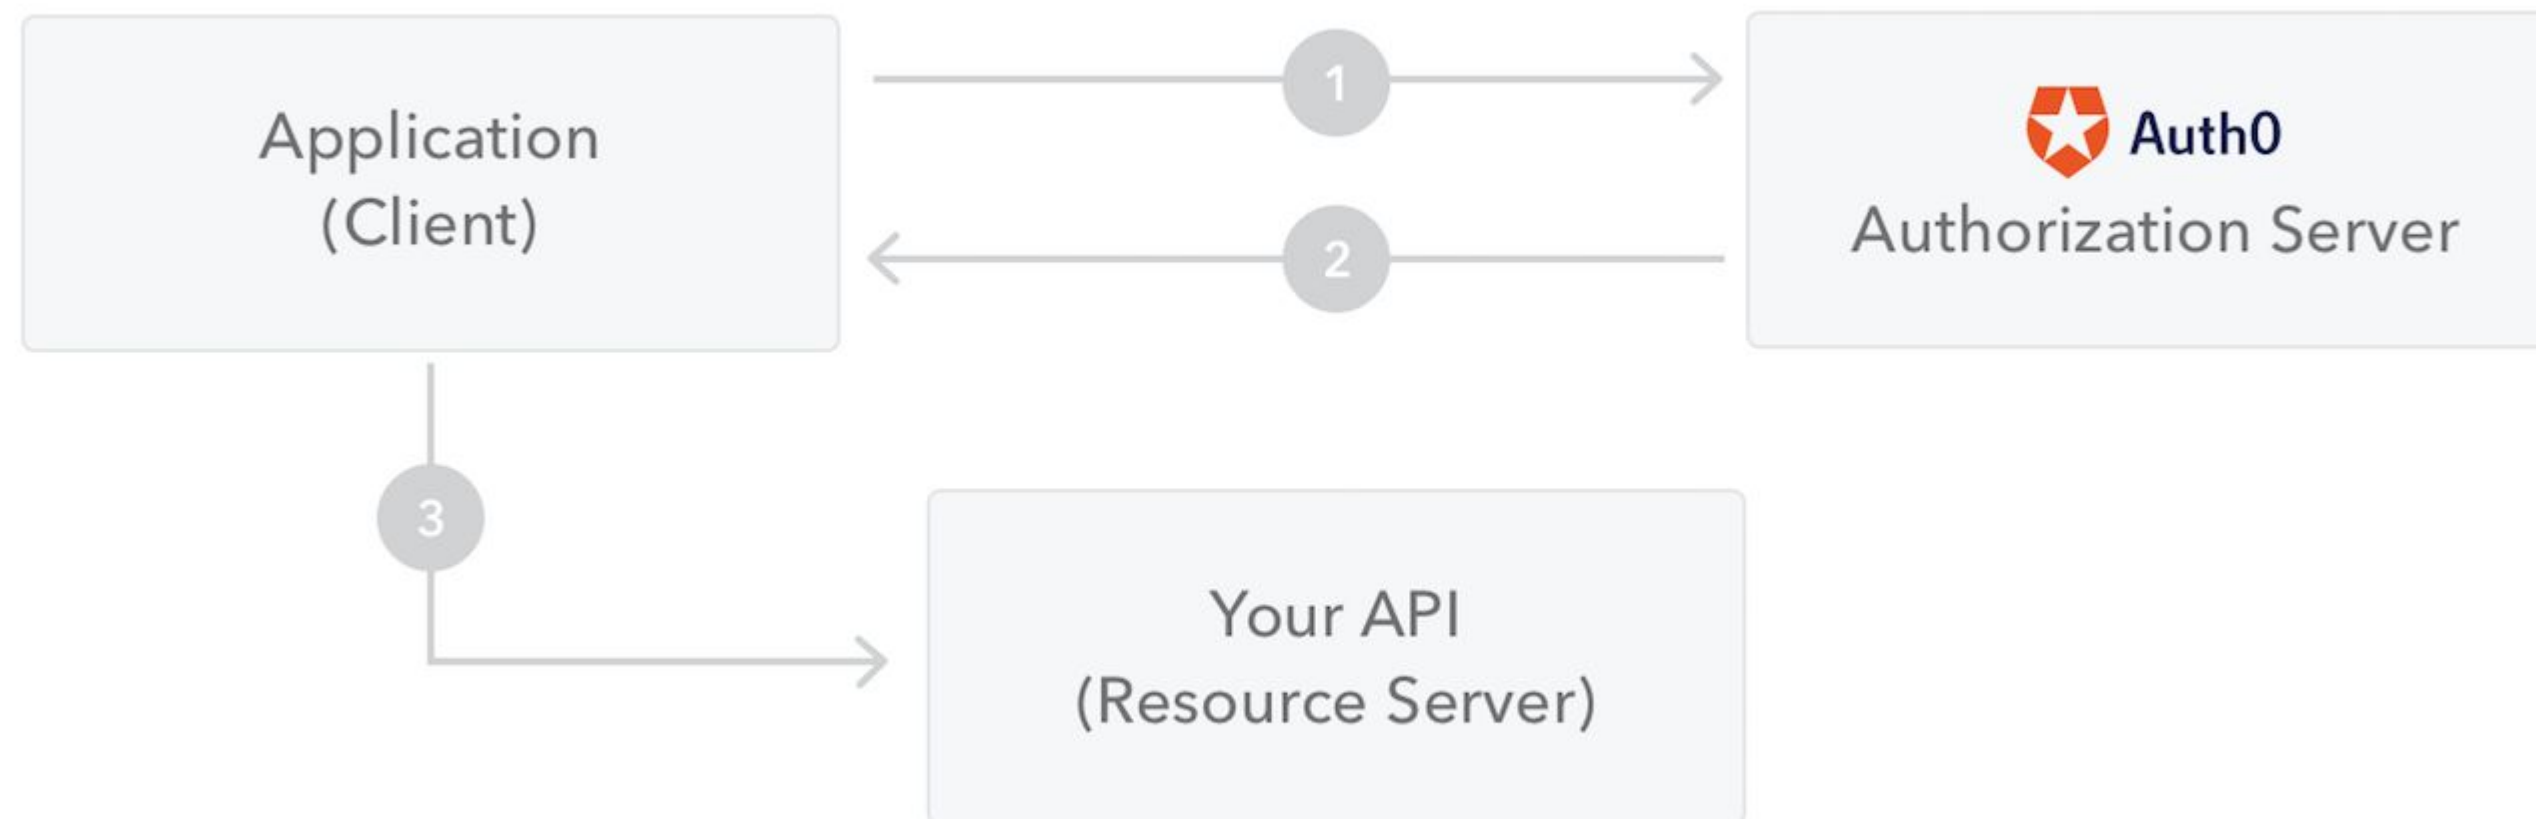 Application
(Client)
1
2
Auth0
Authorization Server
3
Your API
(Resource Server)